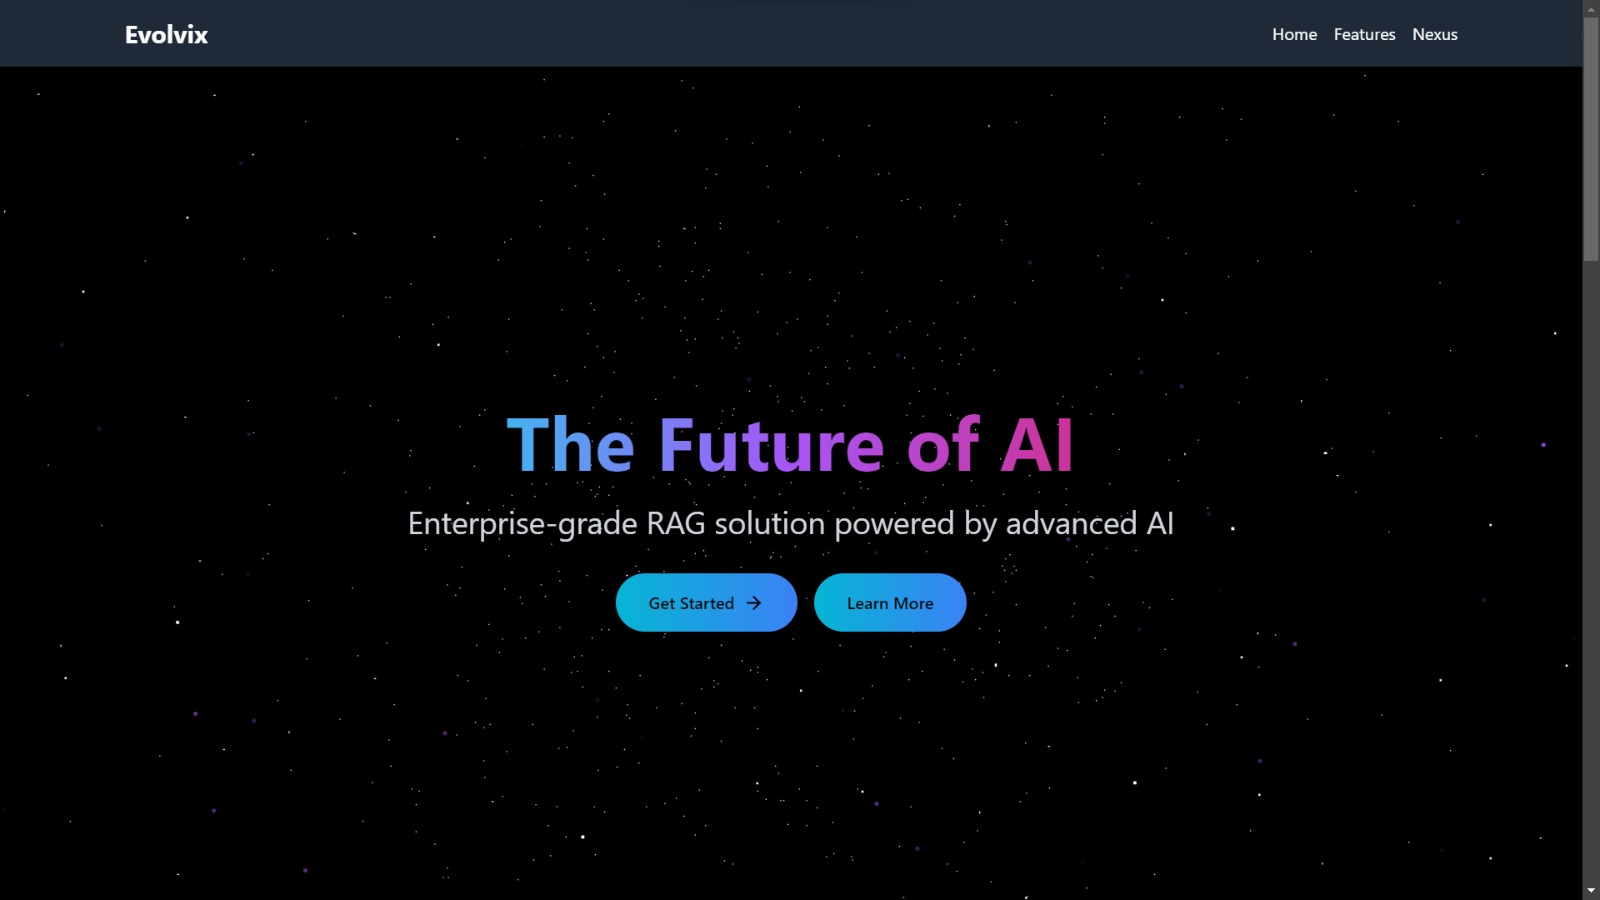 Evolvix
Home Features Nexus
The Future of AI
Enterprise-grade RAG solution powered by advanced AI
Get Started
Learn More